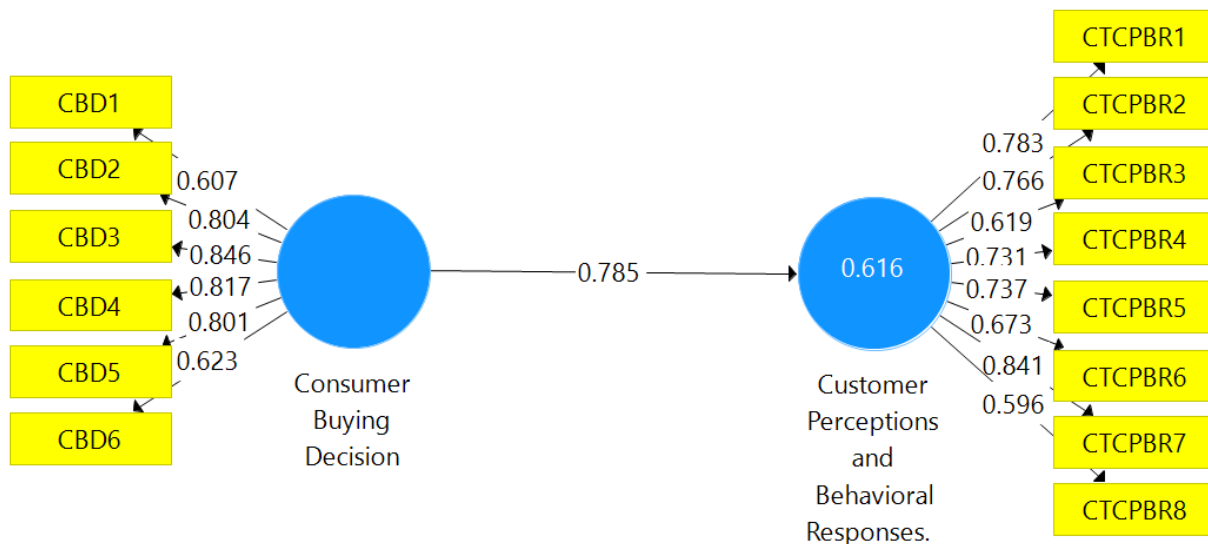 CBD1
CBD2
CBD3
CBD4
CBD5
CBD6
0.607
0.804
0.846
0.817
0.801
0.623
Consumer
Buying
Decision
0.785
0.616
Customer
Perceptions
and
Behavioral
Responses.
0.783
0.766
0.619
0.731
0.737
0.673
0.841
0.596
CTCPBR1
CTCPBR2
CTCPBR3
CTCPBR4
CTCPBR5
CTCPBR6
CTCPBR7
CTCPBR8